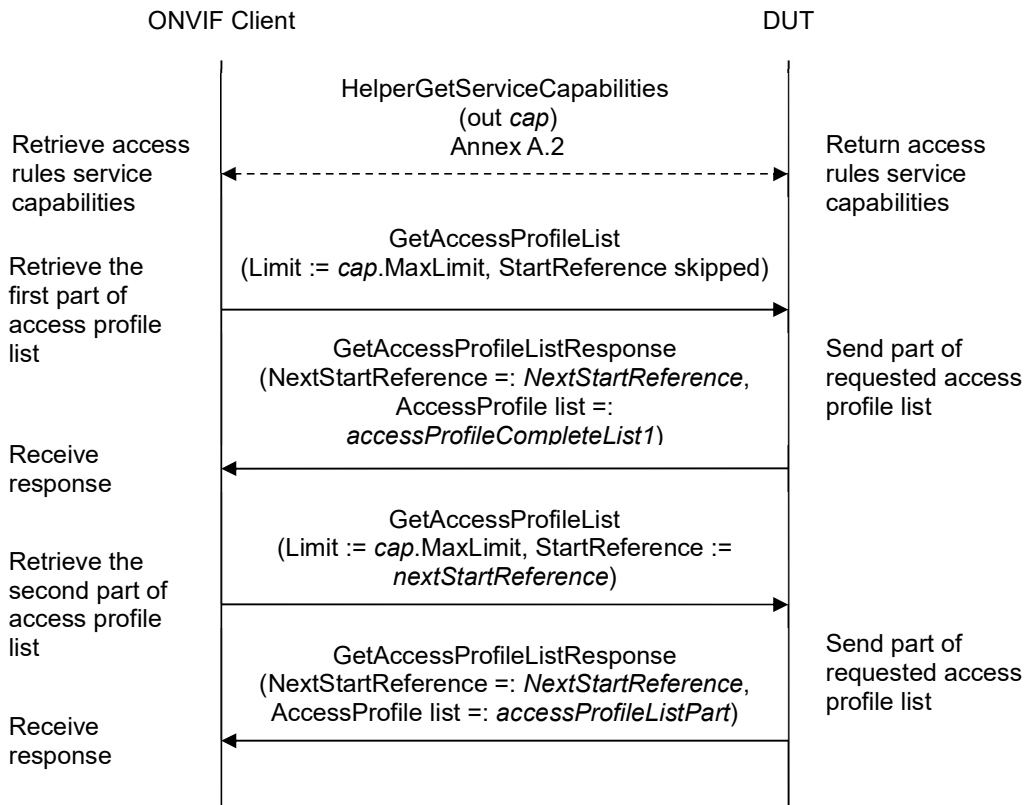 ONVIF Client
DUT
HelperGetServiceCapabilities
(out cap)
Annex A.2
Retrieve access
rules service
capabilities
Return access
rules service
capabilities
GetAccessProfileList
(Limit := cap.MaxLimit, StartReference skipped)
Retrieve the
first part of
access profile
list
GetAccessProfileListResponse
(NextStartReference =: NextStartReference,
AccessProfile list =:
accessProfileCompleteList1)
Send part of
requested access
profile list
Receive
response
GetAccessProfileList
(Limit := cap.MaxLimit, StartReference :=
nextStartReference)
Retrieve the
second part of
access profile
list
GetAccessProfileListResponse
(NextStartReference =: NextStartReference,
AccessProfile list =: accessProfileListPart)
Send part of
requested access
profile list
Receive
response